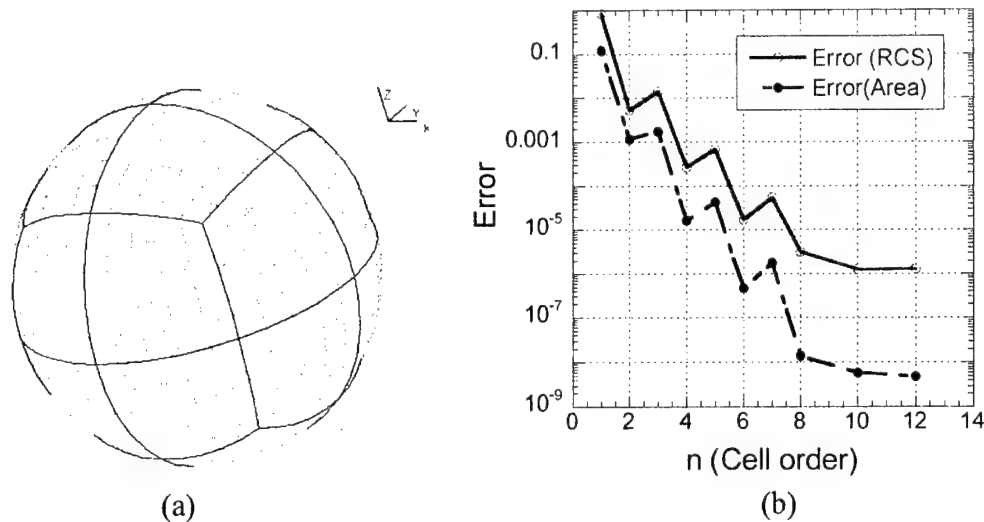 Z
Y
X
(a)
Error
0.1
0.001
10-5
10-7
10-9
0 2 4 6 8 10 12 14
n (Cell order)
Error (RCS)
Error(Area)
(b)